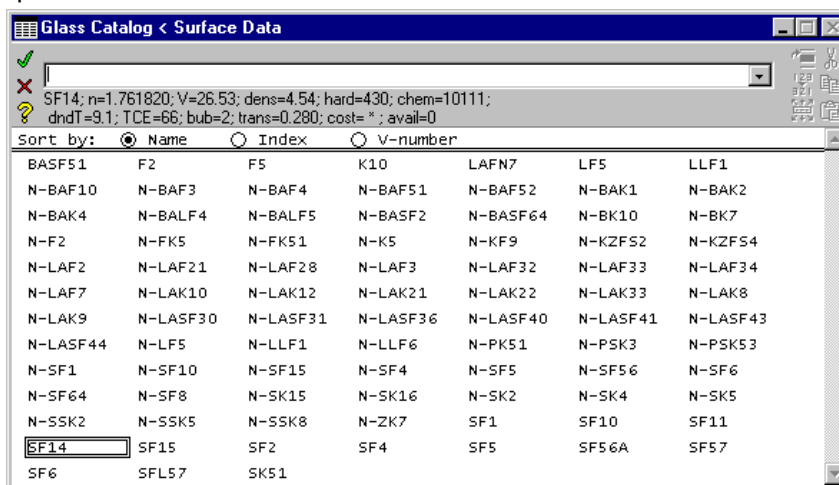 Glass Catalog < Surface Data
SF14; n=1.761820; V=26.53; dens=4.54; hard=430; chem=10111;
dndT=9.1; TCE=66; bub=2; trans=0.280; cost= * ; avail=0
Sort by: Name Index V-number
BASF51 F2 F5 K10 LAFN7 LF5 LLF1
N-BAF10 N-BAF3 N-BAF4 N-BAF51 N-BAF52 N-BAK1 N-BAK2
N-BAK4 N-BALF4 N-BALF5 N-BASF2 N-BASF64 N-BK10 N-BK7
N-F2 N-FK5 N-FK51 N-K5 N-KF9 N-KZFS2 N-KZFS4
N-LAF2 N-LAF21 N-LAF28 N-LAF3 N-LAF32 N-LAF33 N-LAF34
N-LAF7 N-LAK10 N-LAK12 N-LAK21 N-LAK22 N-LAK33 N-LAK8
N-LAK9 N-LASF30 N-LASF31 N-LASF36 N-LASF40 N-LASF41 N-LASF43
N-LASF44 N-LF5 N-LLF1 N-LLF6 N-PK51 N-PSK3 N-PSK53
N-SF1 N-SF10 N-SF15 N-SF4 N-SF5 N-SF56 N-SF6
N-SF64 N-SF8 N-SK15 N-SK16 N-SK2 N-SK4 N-SK5
N-SSK2 N-SSK5 N-SSK8 N-ZK7 SF1 SF10 SF11
SF14 SF15 SF2 SF4 SF5 SF56A SF57
SF6 SFL57 SK51